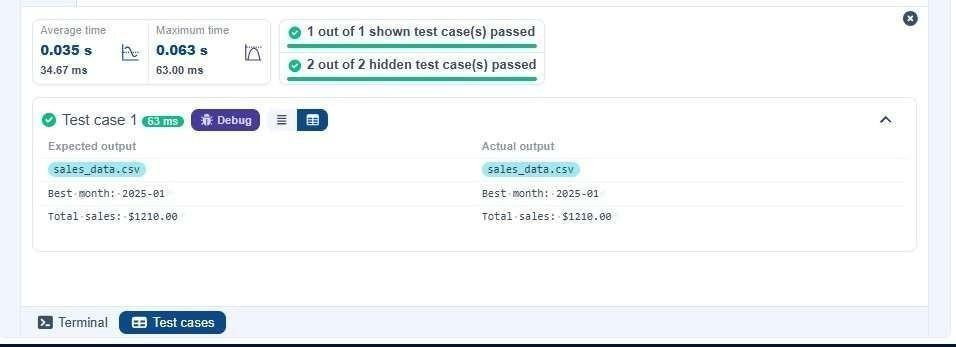 Average time
Maximum time
0.035 s
0.063 s
34.67 ms
63.00 ms
1 out of 1 shown test case(s) passed
2 out of 2 hidden test case(s) passed
Test case 1 63 ms Debug
Expected output
Actual output
sales_data.csv
sales_data.csv
Best month: 2025-01
Best month: 2025-01
Total sales: $1210.00
Total sales: $1210.00
Terminal
Test cases